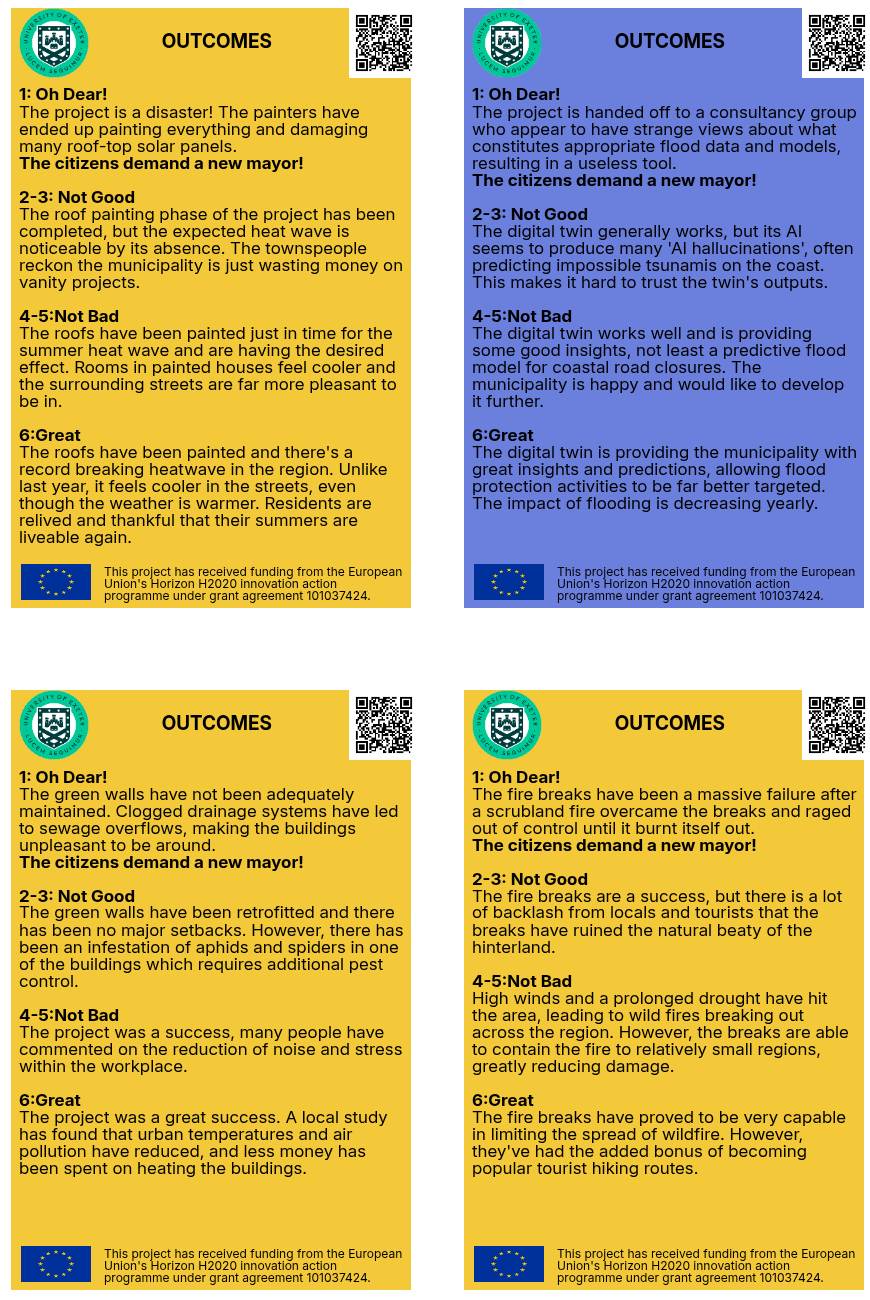 UNIVERSITY OF EXETER
LUCEM SEQUIMUR
OUTCOMES
1: Oh Dear!
The project is a disaster! The painters have
ended up painting everything and damaging
many roof-top solar panels.
The citizens demand a new mayor!
2-3: Not Good
The roof painting phase of the project has been
completed, but the expected heat wave is
noticeable by its absence. The townspeople
reckon the municipality is just wasting money on
vanity projects.
4-5:Not Bad
The roofs have been painted just in time for the
summer heat wave and are having the desired
effect. Rooms in painted houses feel cooler and
the surrounding streets are far more pleasant to
be in.
6:Great
The roofs have been painted and there's a
record breaking heatwave in the region. Unlike
last year, it feels cooler in the streets, even
though the weather is warmer. Residents are
relived and thankful that their summers are
liveable again.
This project has received funding from the European
Union's Horizon H2020 innovation action
programme under grant agreement 101037424.
UNIVERSITY OF EXETER
LUCEM SEQUIMUR
OUTCOMES
1: Oh Dear!
The project is handed off to a consultancy group
who appear to have strange views about what
constitutes appropriate flood data and models,
resulting in a useless tool.
The citizens demand a new mayor!
2-3: Not Good
The digital twin generally works, but its AI
seems to produce many 'AI hallucinations', often
predicting impossible tsunamis on the coast.
This makes it hard to trust the twin's outputs.
4-5:Not Bad
The digital twin works well and is providing
some good insights, not least a predictive flood
model for coastal road closures. The
municipality is happy and would like to develop
it further.
6:Great
The digital twin is providing the municipality with
great insights and predictions, allowing flood
protection activities to be far better targeted.
The impact of flooding is decreasing yearly.
This project has received funding from the European
Union's Horizon H2020 innovation action
programme under grant agreement 101037424.
UNIVERSITY OF EXETER
LUCEM SEQUIMUR
OUTCOMES
1: Oh Dear!
The green walls have not been adequately
maintained. Clogged drainage systems have led
to sewage overflows, making the buildings
unpleasant to be around.
The citizens demand a new mayor!
2-3: Not Good
The green walls have been retrofitted and there
has been no major setbacks. However, there has
been an infestation of aphids and spiders in one
of the buildings which requires additional pest
control.
4-5:Not Bad
The project was a success, many people have
commented on the reduction of noise and stress
within the workplace.
6:Great
The project was a great success. A local study
has found that urban temperatures and air
pollution have reduced, and less money has
been spent on heating the buildings.
This project has received funding from the European
Union's Horizon H2020 innovation action
programme under grant agreement 101037424.
UNIVERSITY OF EXETER
LUCEM SEQUIMUR
OUTCOMES
1: Oh Dear!
The fire breaks have been a massive failure after
a scrubland fire overcame the breaks and raged
out of control until it burnt itself out.
The citizens demand a new mayor!
2-3: Not Good
The fire breaks are a success, but there is a lot
of backlash from locals and tourists that the
breaks have ruined the natural beaty of the
hinterland.
4-5:Not Bad
High winds and a prolonged drought have hit
the area, leading to wild fires breaking out
across the region. However, the breaks are able
to contain the fire to relatively small regions,
greatly reducing damage.
6:Great
The fire breaks have proved to be very capable
in limiting the spread of wildfire. However,
they've had the added bonus of becoming
popular tourist hiking routes.
This project has received funding from the European
Union's Horizon H2020 innovation action
programme under grant agreement 101037424.